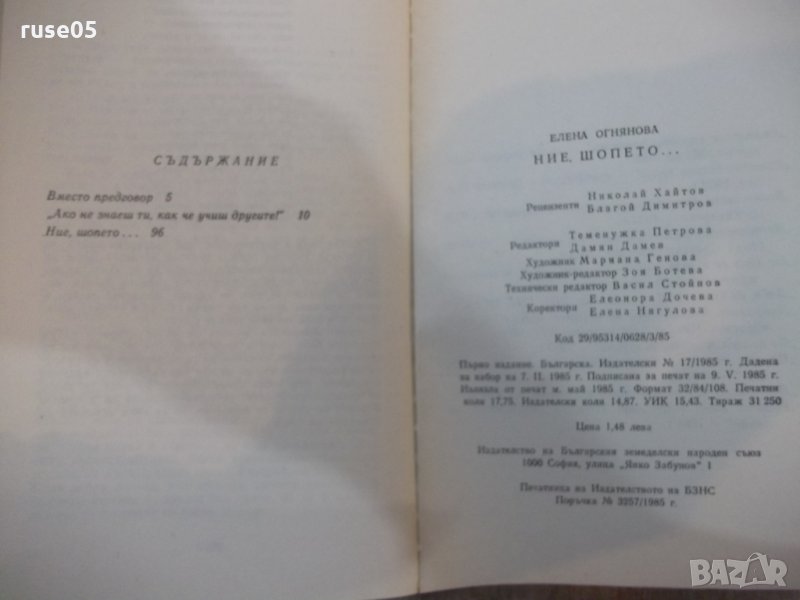 ruse05
СЪДЪРЖАНИЕ
Вместо предговор 5
„Ако не знаеш ти, как че учиш другите!" 10
Ние, шопето... 96
ЕЛЕНА ОГНЯНОВА
НИЕ, ШОПЕТО...
Рецензенти Николай Хайтов
Благой Димитров
Редактори Теменужка Петрова
Дамян Дамев
Художник Мариана Генова
Художник-редактор Зоя Ботева
Технически редактор Васил Стойнов
Коректори Елеонора Дочева
Елена Нягулова
Код 29/95314/0628/3/85
Първо издание. Българска. Издателски № 17/1985 г. Дадена
за набор на 7. II. 1985 г. Подписана за печат на 9. V. 1985 г.
Излязла от печат м. май 1985 г. Формат 32/84/108. Печатни
коли 17,75. Издателски коли 14,87. УИК 15,43. Тираж 31 250
Цена 1,48 лева
Издателство на Българския земеделски народен съюз
1000 София, улица „Янко Забунов" 1
Печатница на Издателството на БЗНС
Поръчка № 3257/1985 г.
BAZAR